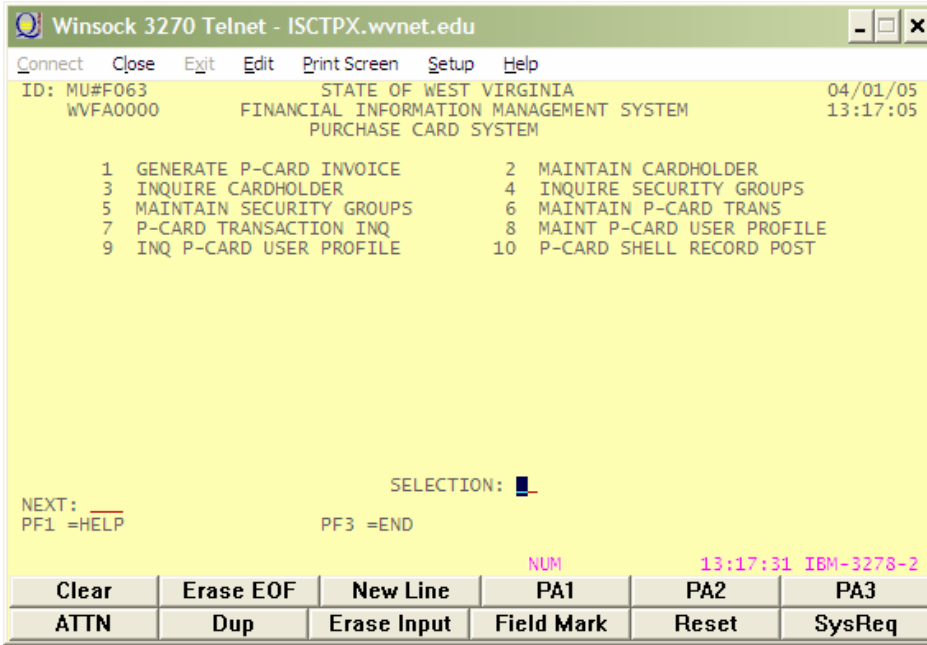 Winsock 3270 Telnet - ISCTPX.wvnet.edu
Connect Close Exit Edit Print Screen Setup Help
ID: MU#F063 STATE OF WEST VIRGINIA 04/01/05
WVFA0000 FINANCIAL INFORMATION MANAGEMENT SYSTEM 13:17:05
PURCHASE CARD SYSTEM
1 GENERATE P-CARD INVOICE 2 MAINTAIN CARDHOLDER
3 INQUIRE CARDHOLDER 4 INQUIRE SECURITY GROUPS
5 MAINTAIN SECURITY GROUPS 6 MAINTAIN P-CARD TRANS
7 P-CARD TRANSACTION INQ 8 MAINT P-CARD USER PROFILE
9 INQ P-CARD USER PROFILE 10 P-CARD SHELL RECORD POST
SELECTION: _
NEXT: ___
PF1 =HELP PF3 =END
NUM 13:17:31 IBM-3278-2
Clear Erase EOF New Line PA1 PA2 PA3
ATTN Dup Erase Input Field Mark Reset SysReq